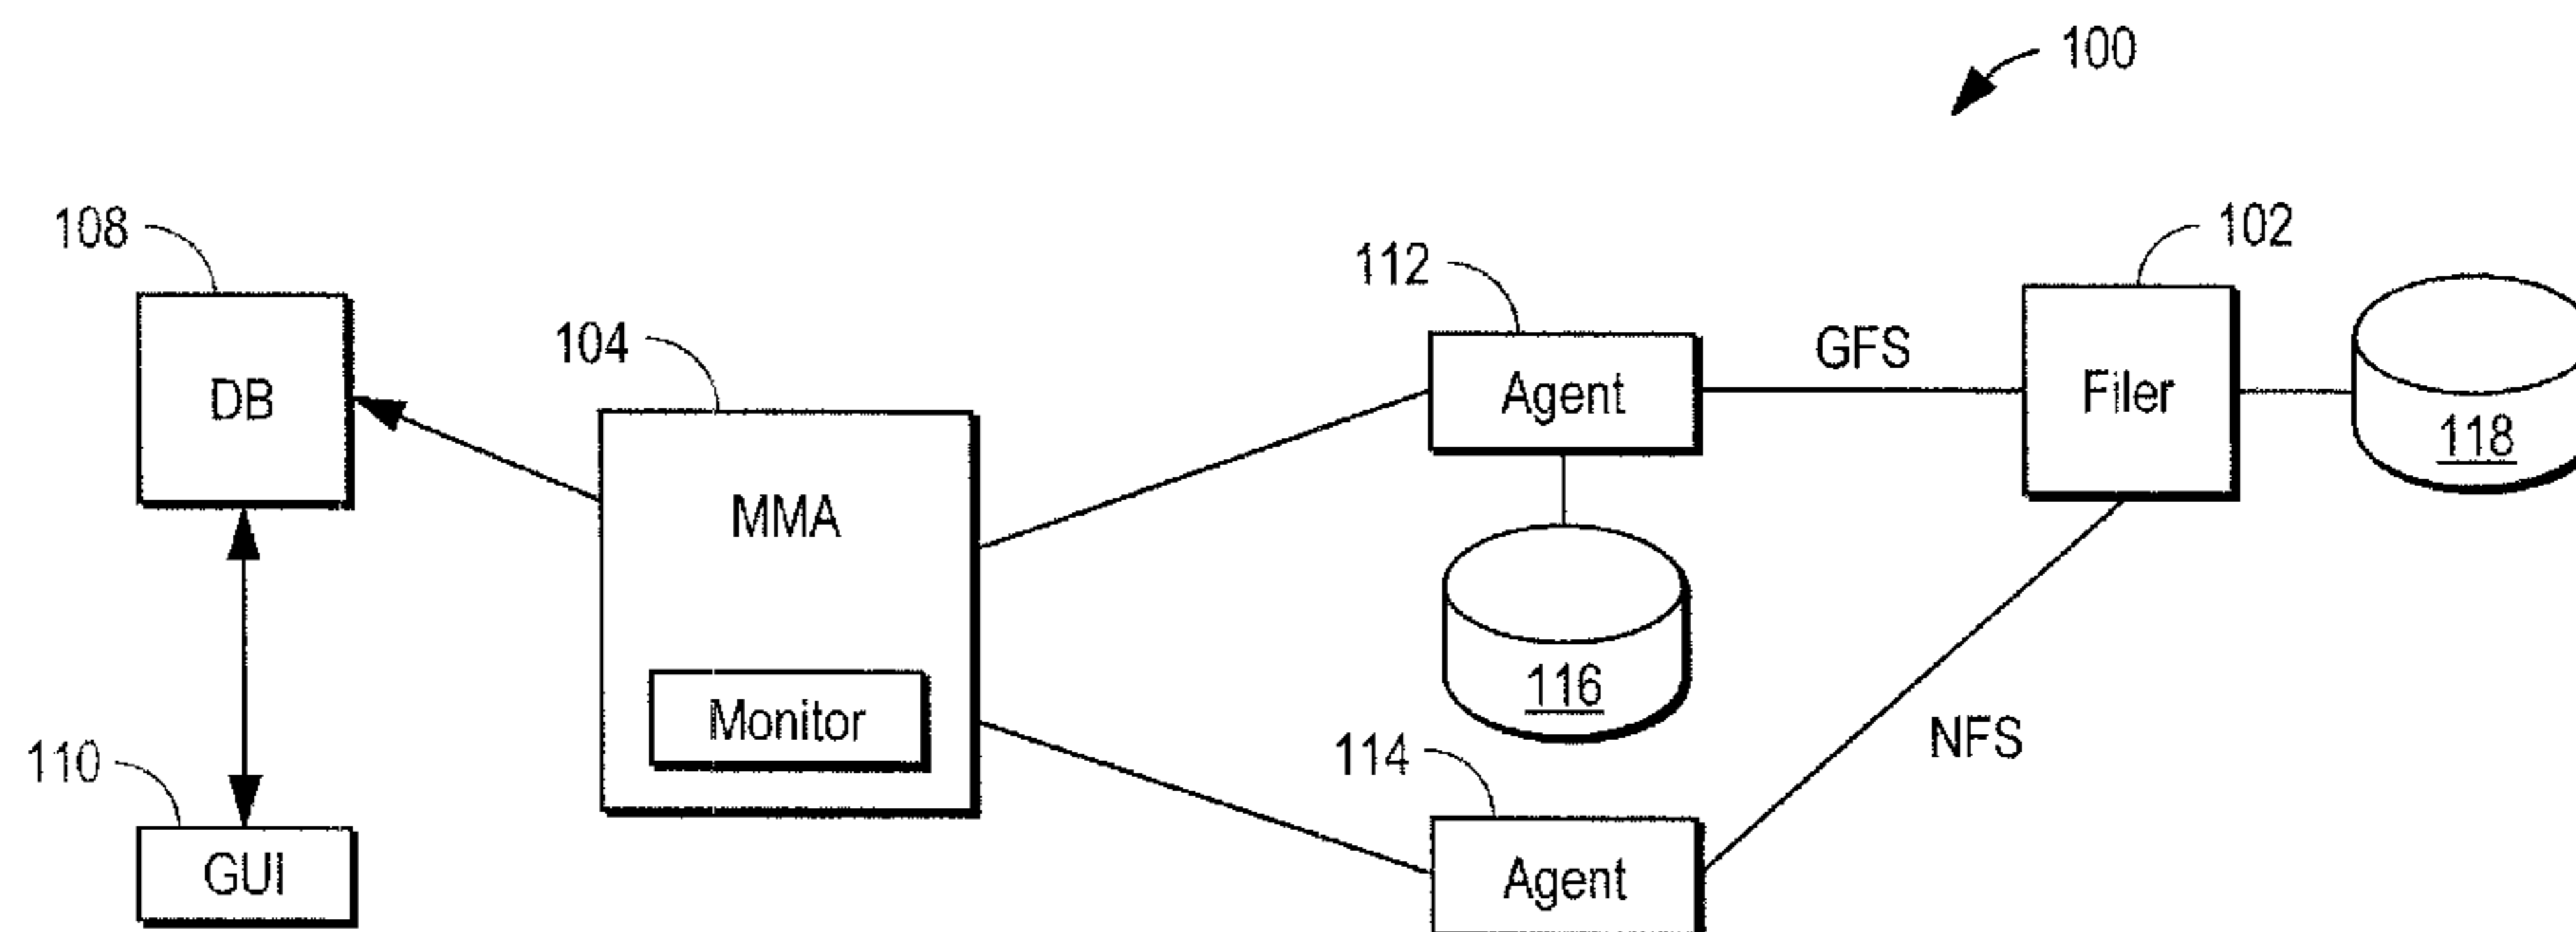 100
108
102
112
104
GFS
DB
Agent
Filer
118
MMA
116
Monitor
NFS
110
114
GUI
Agent